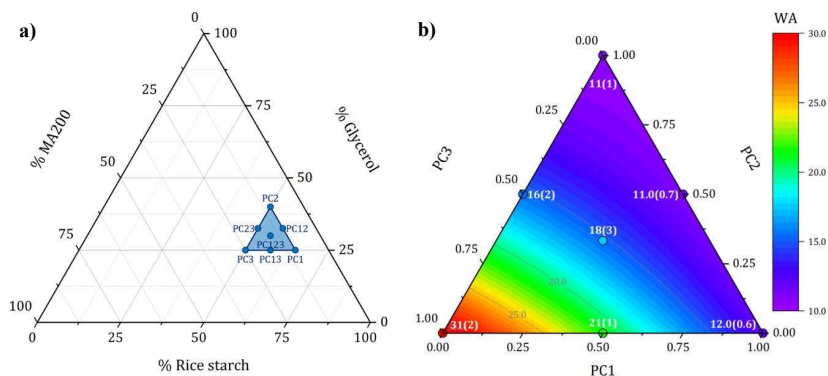 a)
0
100
25
75
% MA200
% Glycerol
50
50
PC2
75
PC23
PC12
PC123
25
PC3
PC13
PC1
100
0
0
25
50
75
100
% Rice starch
b)
WA
0.00
1.00
30.0
11(1)
0.25
0.75
25.0
PC3
PC2
0.50
16(2)
11.0(0.7)
0.50
20.0
18(3)
0.75
0.25
20.0
15.0
25.0
1.00
31(2)
21(1)
12.0(0.6)
0.00
10.0
0.00
0.25
0.50
0.75
1.00
PC1